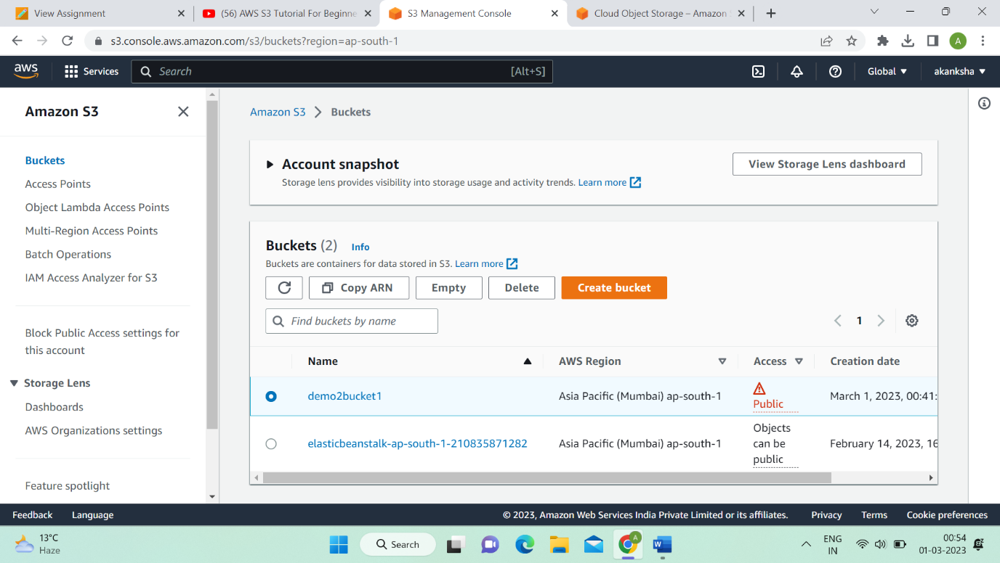 View Assignment
(56) AWS S3 Tutorial For Beginne
S3 Management Console
Cloud Object Storage – Amazon
s3.console.aws.amazon.com/s3/buckets?region=ap-south-1
A
aws
Services
Search
[Alt+S]
Global
akanksha
Amazon S3
Buckets
Access Points
Object Lambda Access Points
Multi-Region Access Points
Batch Operations
IAM Access Analyzer for S3
Block Public Access settings for
this account
Storage Lens
Dashboards
AWS Organizations settings
Feature spotlight
Amazon S3 > Buckets
Account snapshot
Storage lens provides visibility into storage usage and activity trends. Learn more
View Storage Lens dashboard
Buckets (2) Info
Buckets are containers for data stored in S3. Learn more
Copy ARN
Empty
Delete
Create bucket
Find buckets by name
1
Name AWS Region Access Creation date
demo2bucket1 Asia Pacific (Mumbai) ap-south-1 Public March 1, 2023, 00:41:
elasticbeanstalk-ap-south-1-210835871282 Asia Pacific (Mumbai) ap-south-1 Objects
can be
public
February 14, 2023, 16
Feedback Language © 2023, Amazon Web Services India Private Limited or its affiliates. Privacy Terms Cookie preferences
13°C
Haze
Search
A
W
ENG
IN
00:54
01-03-2023